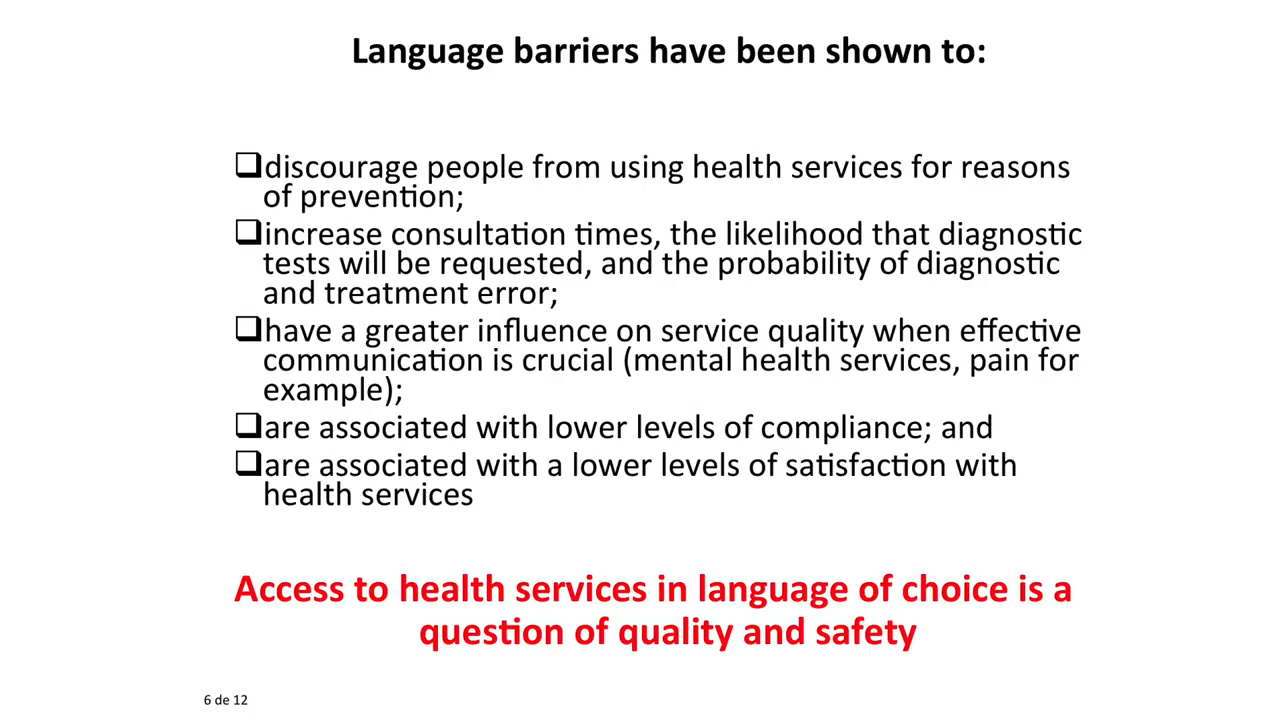 Language barriers have been shown to:
❑discourage people from using health services for reasons
of prevention;
❑increase consultation times, the likelihood that diagnostic
tests will be requested, and the probability of diagnostic
and treatment error;
❑have a greater influence on service quality when effective
communication is crucial (mental health services, pain for
example);
❑are associated with lower levels of compliance; and
❑are associated with a lower levels of satisfaction with
health services
Access to health services in language of choice is a
question of quality and safety
6 de 12